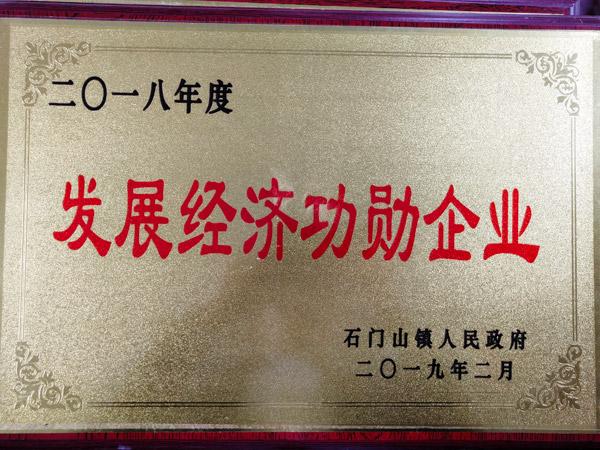 二〇一八年度
发展经济功勋企业
石门山镇人民政府
二〇一九年二月